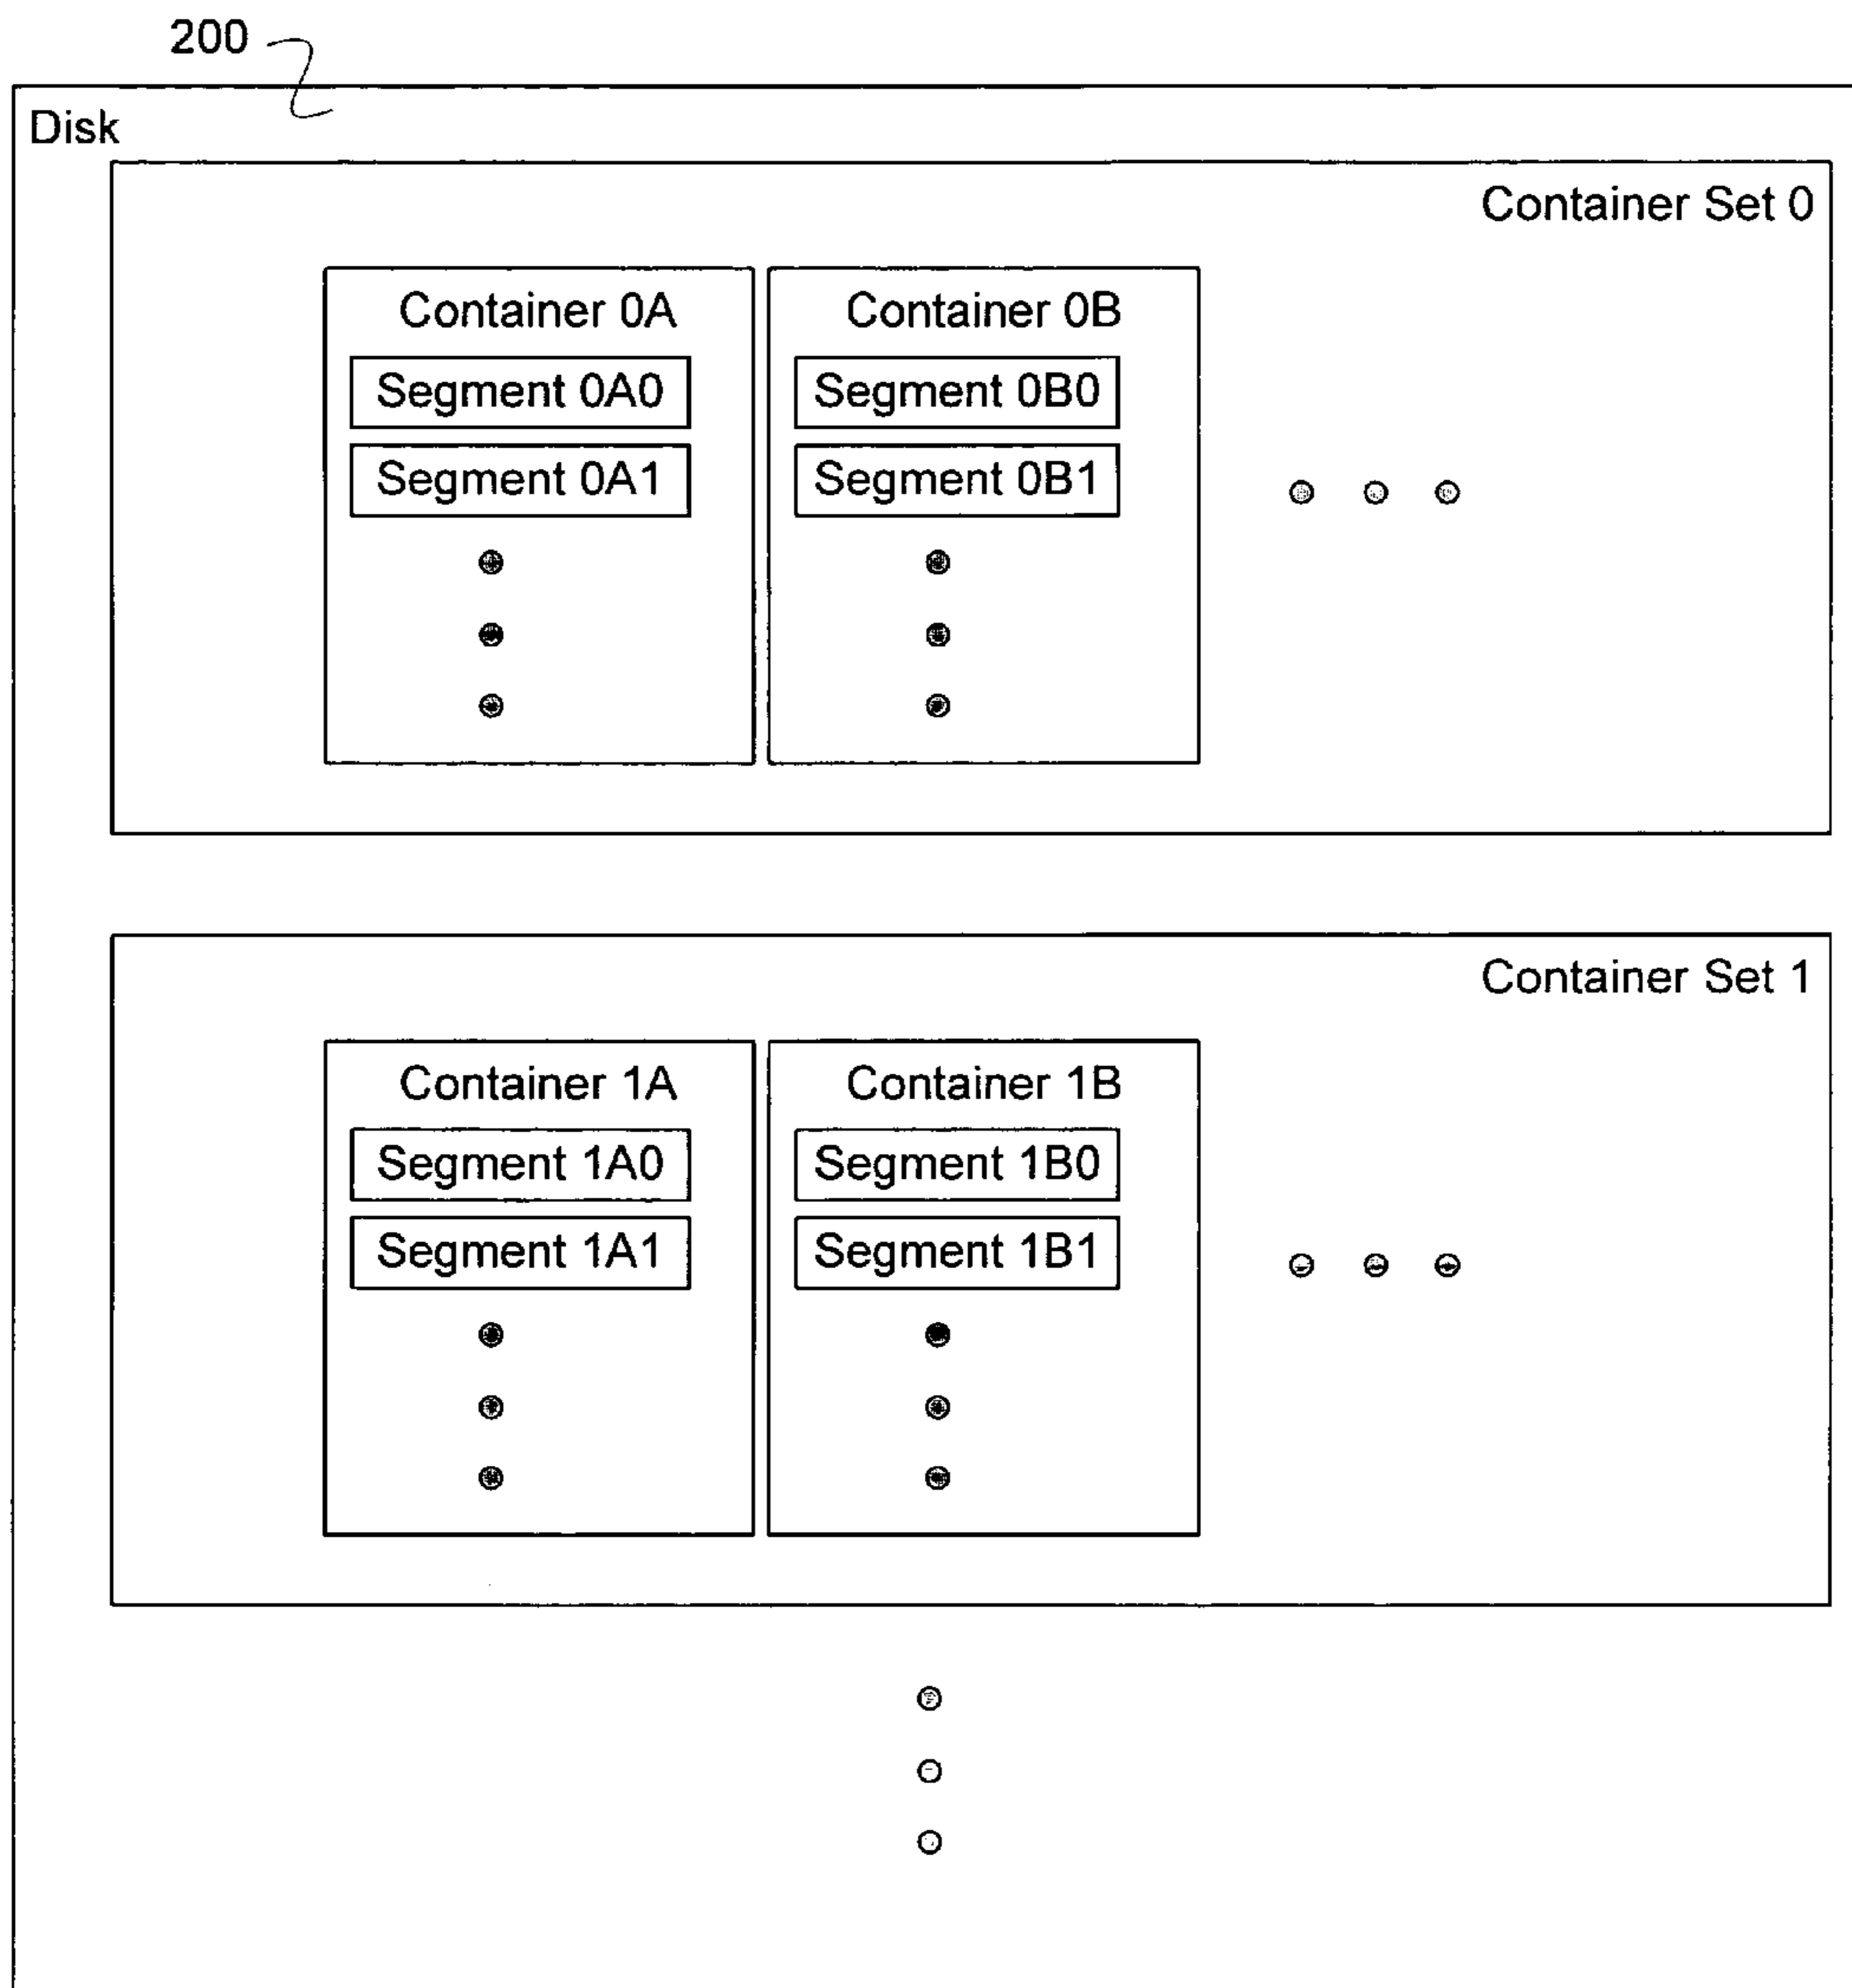 200
Disk
Container Set 0
Container 0A
Segment 0A0
Segment 0A1
Container 0B
Segment 0B0
Segment 0B1
Container Set 1
Container 1A
Segment 1A0
Segment 1A1
Container 1B
Segment 1B0
Segment 1B1